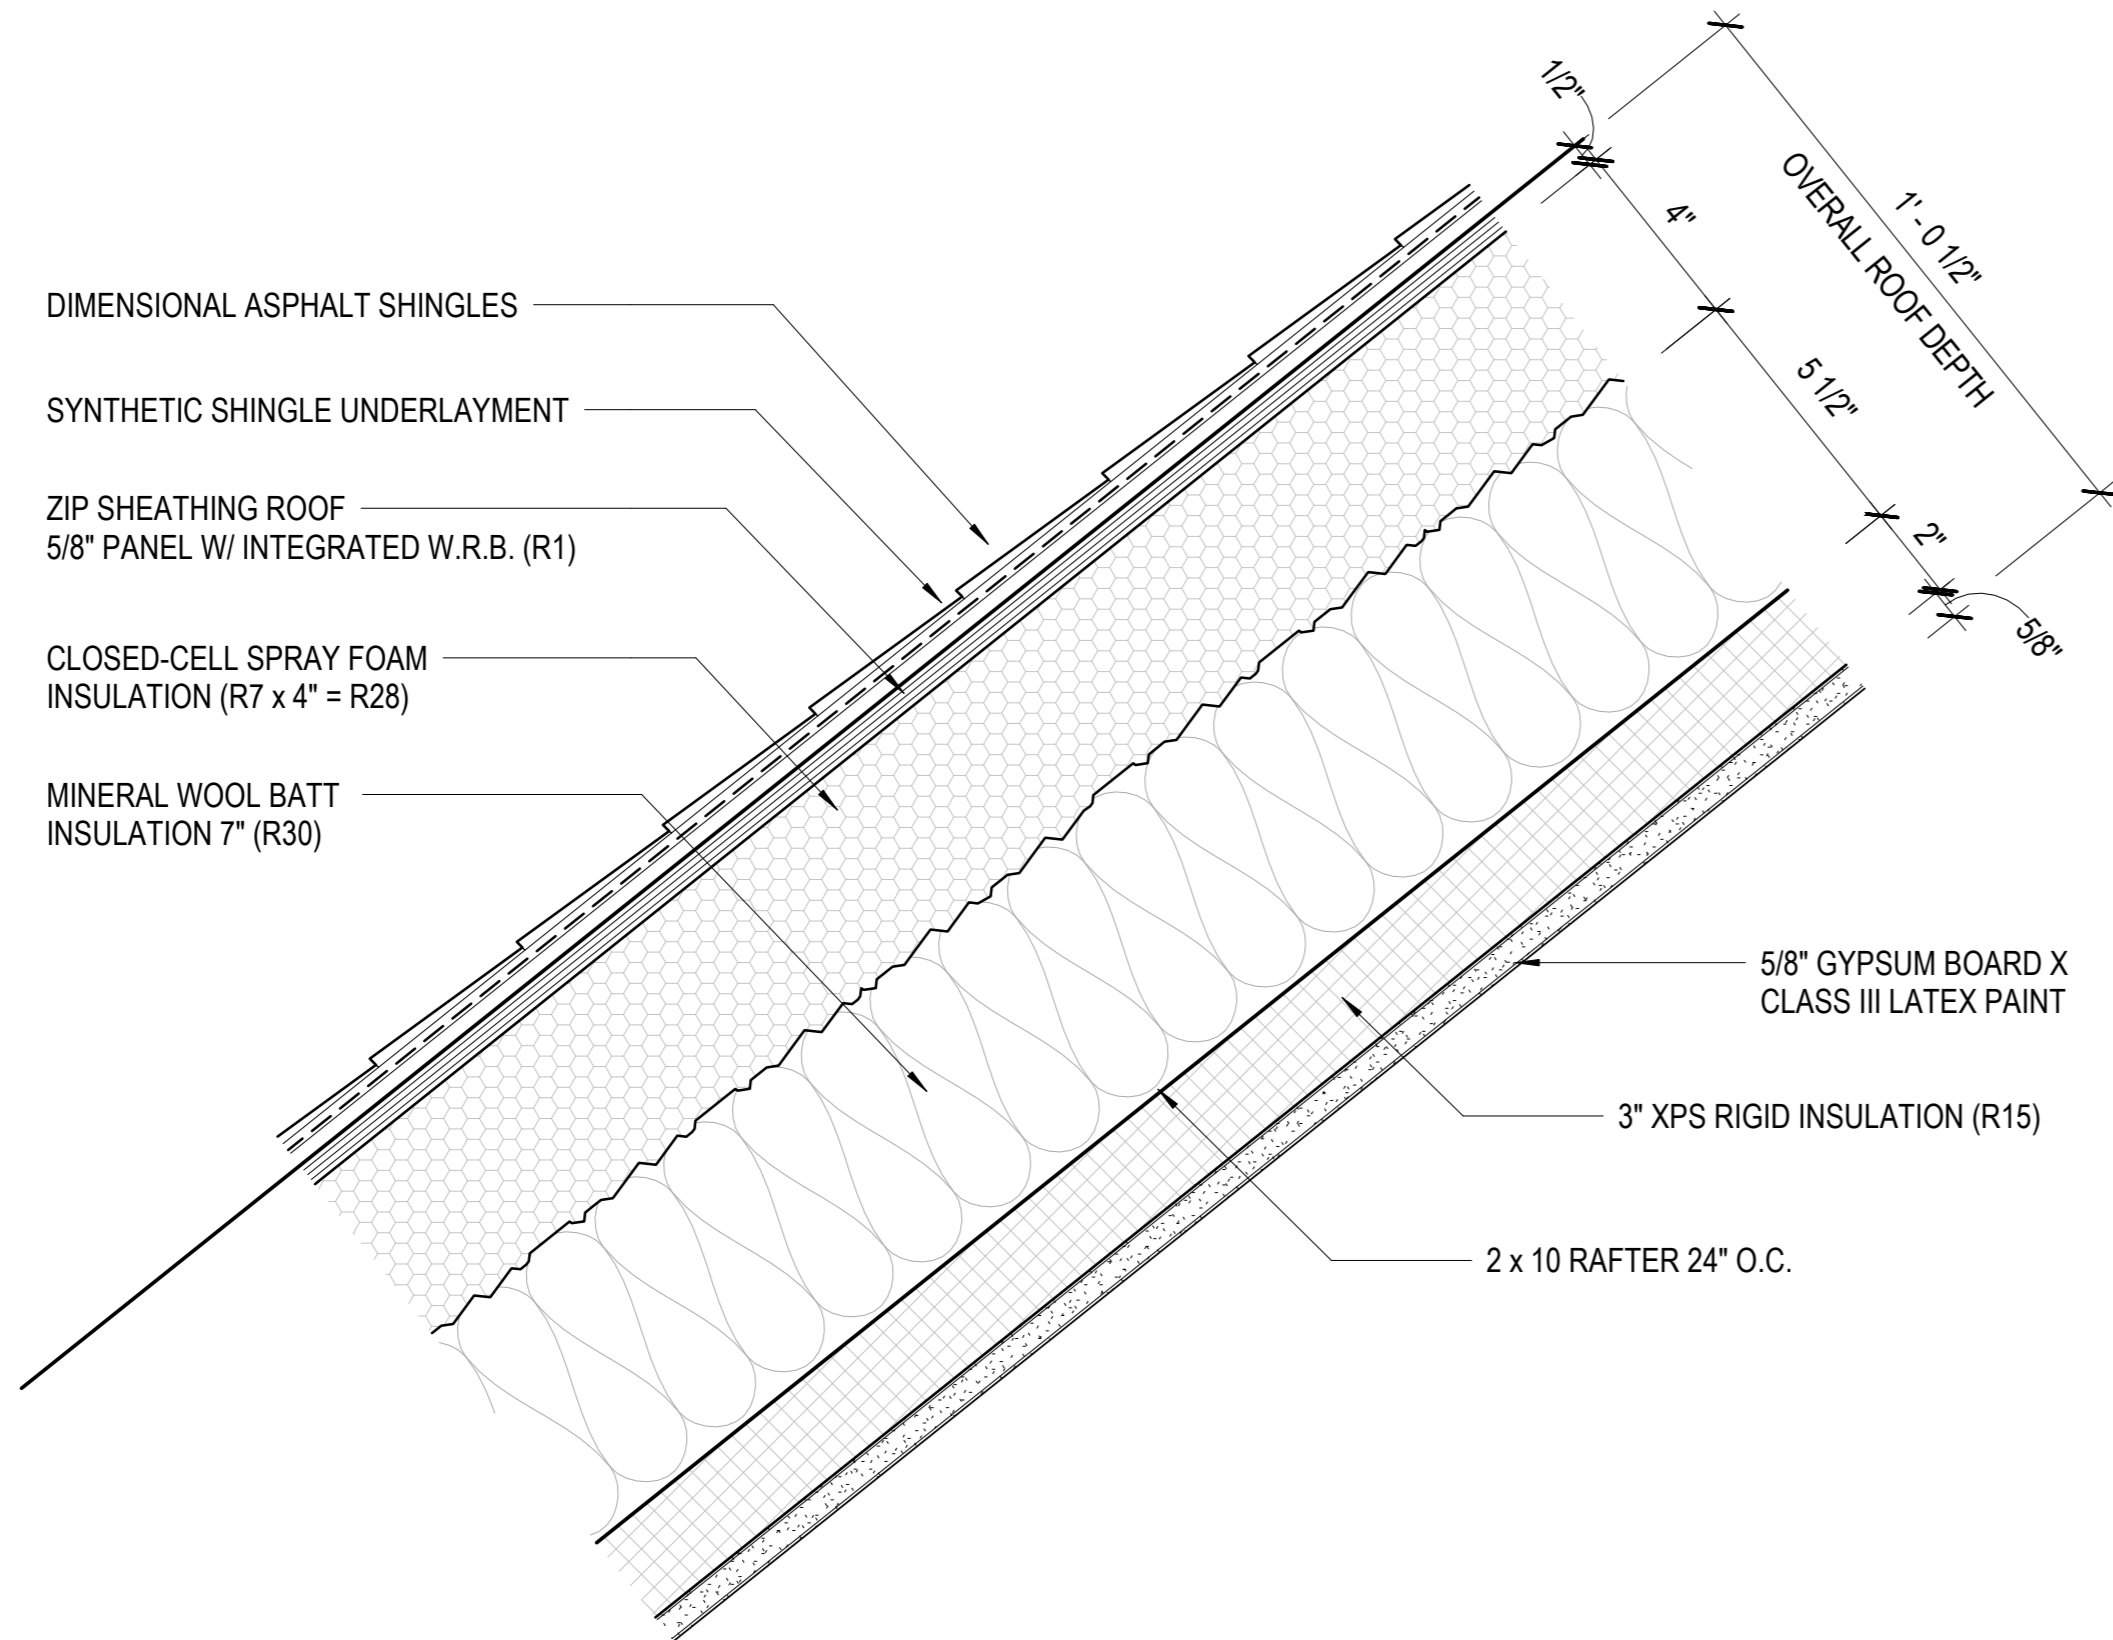 DIMENSIONAL ASPHALT SHINGLES
SYNTHETIC SHINGLE UNDERLAYMENT
ZIP SHEATHING ROOF
5/8" PANEL W/ INTEGRATED W.R.B. (R1)
CLOSED-CELL SPRAY FOAM
INSULATION (R7 x 4" = R28)
MINERAL WOOL BATT
INSULATION 7" (R30)
1/2"
4"
5 1/2"
2"
5/8"
1' - 0 1/2"
OVERALL ROOF DEPTH
5/8" GYPSUM BOARD X
CLASS III LATEX PAINT
3" XPS RIGID INSULATION (R15)
2 x 10 RAFTER 24" O.C.